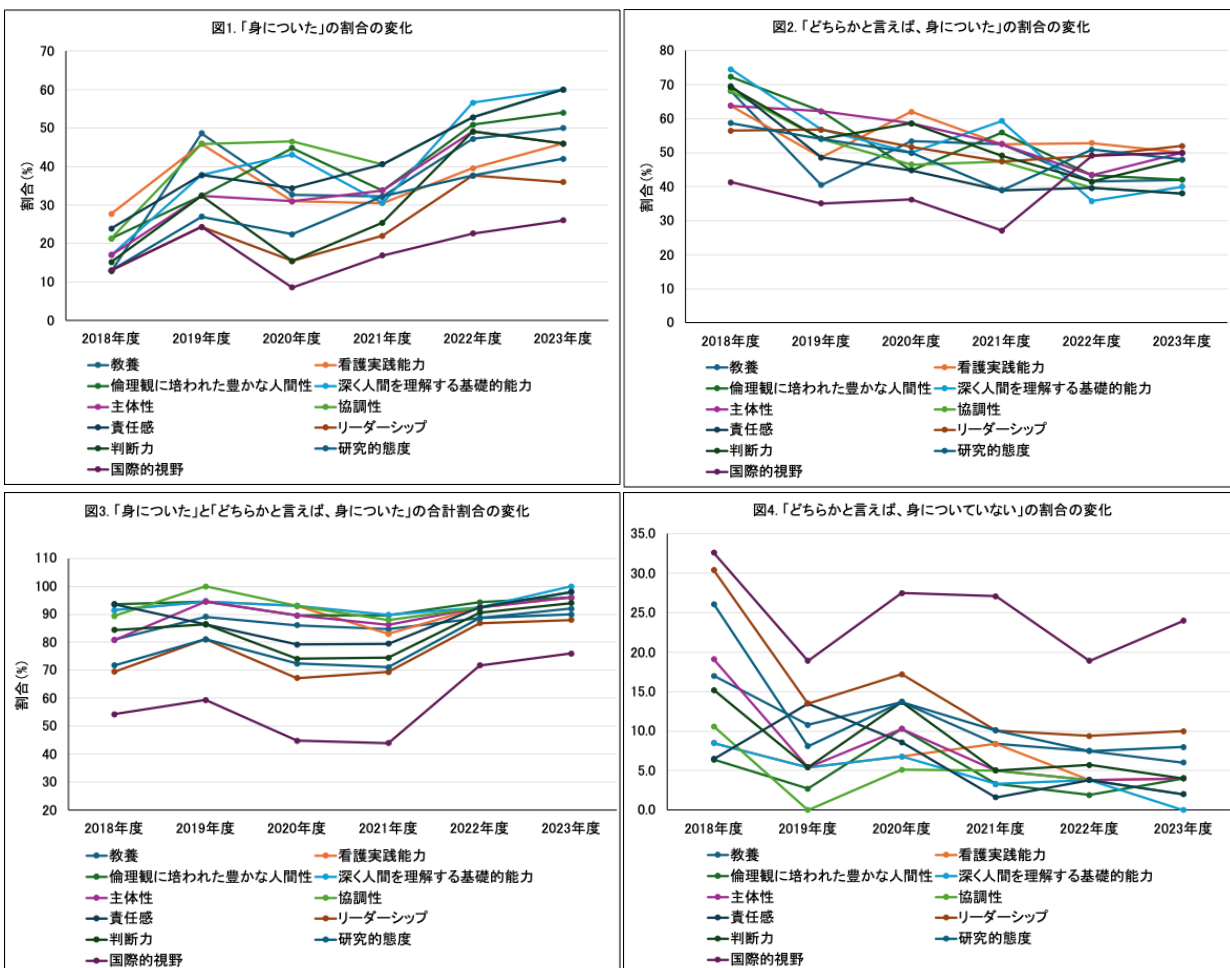 図1.「身についた」の割合の変化
70
60
50
40
30
20
10
0
割合(%)
2018年度 2019年度 2020年度 2021年度 2022年度 2023年度
教養 看護実践能力
倫理観に培われた豊かな人間性 深く人間を理解する基礎的能力
主体性 協調性
責任感 リーダーシップ
判断力 研究的態度
国際的視野
図2.「どちらかと言えば、身についた」の割合の変化
80
70
60
50
40
30
20
10
0
割合(%)
2018年度 2019年度 2020年度 2021年度 2022年度 2023年度
教養 看護実践能力
倫理観に培われた豊かな人間性 深く人間を理解する基礎的能力
主体性 協調性
責任感 リーダーシップ
判断力 研究的態度
国際的視野
図3.「身についた」と「どちらかと言えば、身についた」の合計割合の変化
110
100
90
80
70
60
50
40
30
20
割合(%)
2018年度 2019年度 2020年度 2021年度 2022年度 2023年度
教養 看護実践能力
倫理観に培われた豊かな人間性 深く人間を理解する基礎的能力
主体性 協調性
責任感 リーダーシップ
判断力 研究的態度
国際的視野
図4.「どちらかと言えば、身についていない」の割合の変化
35.0
30.0
25.0
20.0
15.0
10.0
5.0
0.0
割合(%)
2018年度 2019年度 2020年度 2021年度 2022年度 2023年度
教養 看護実践能力
倫理観に培われた豊かな人間性 深く人間を理解する基礎的能力
主体性 協調性
責任感 リーダーシップ
判断力 研究的態度
国際的視野